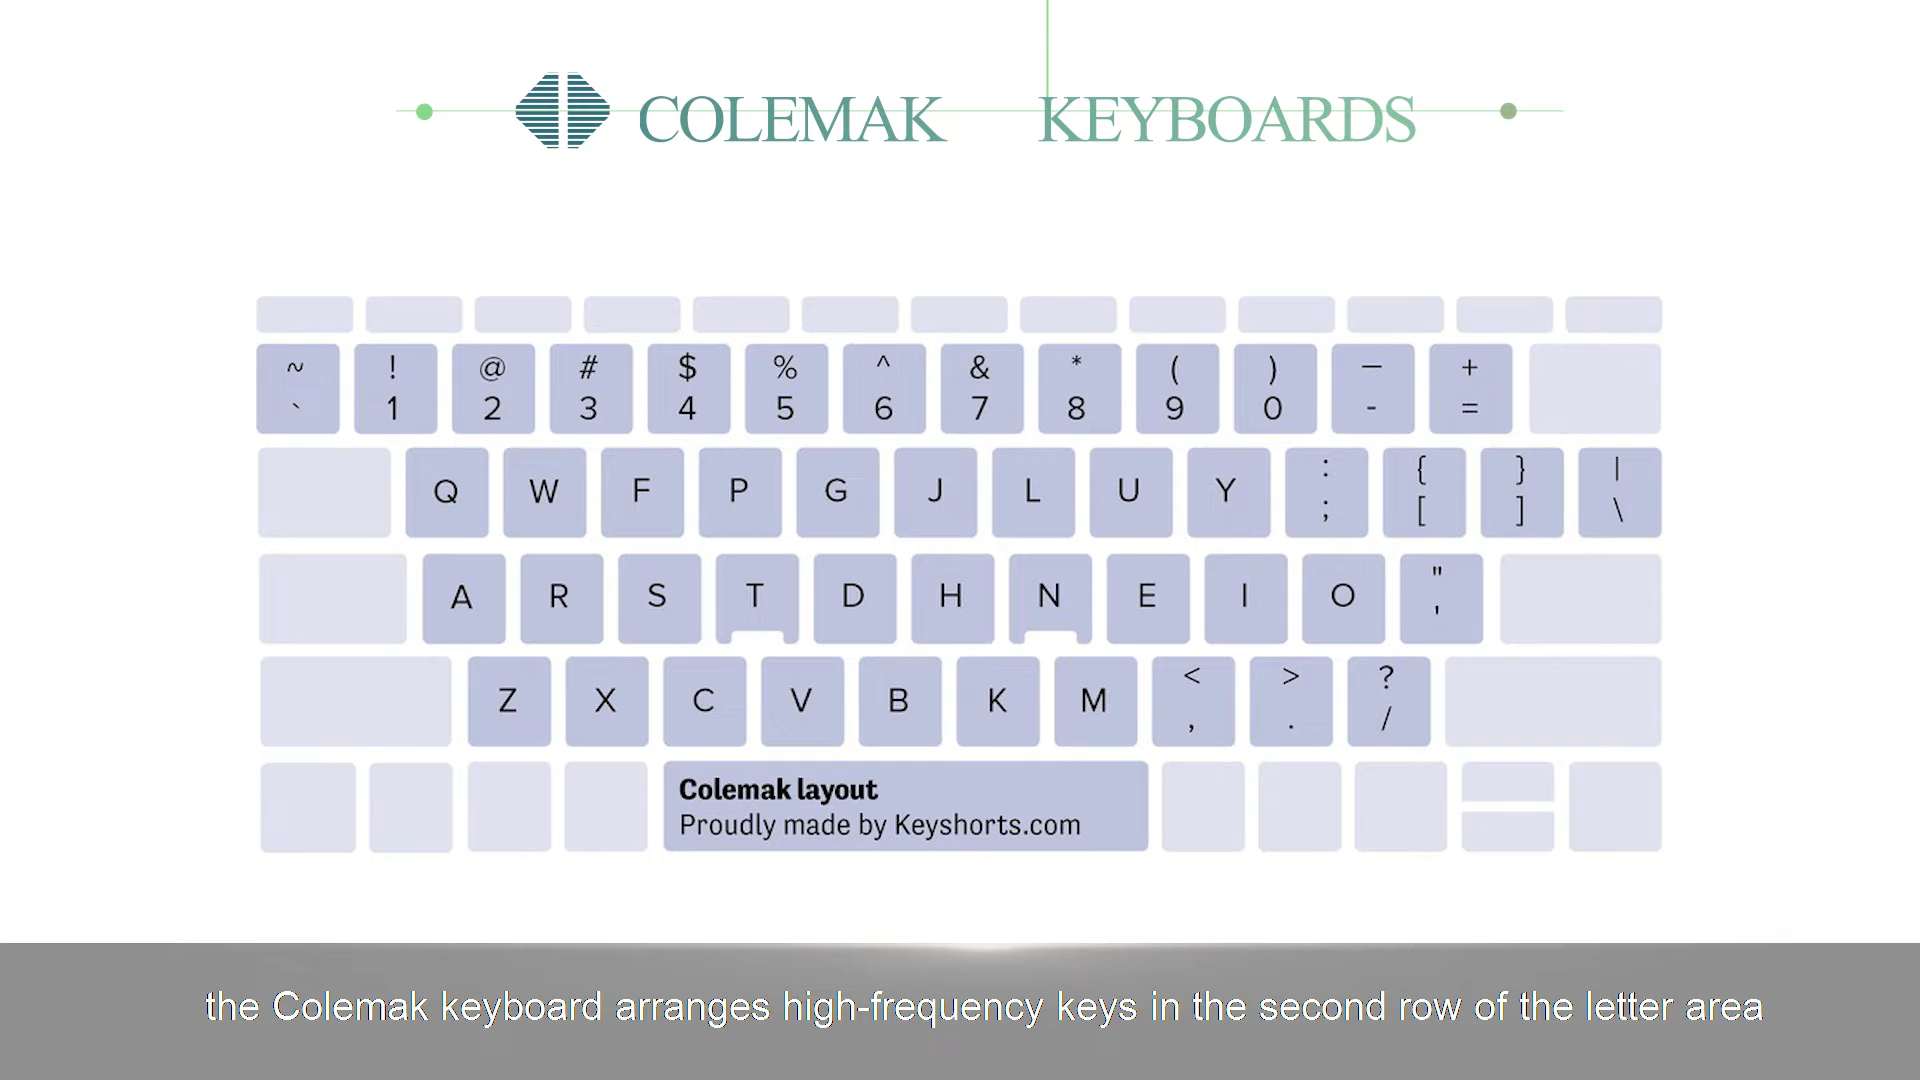 COLEMAK KEYBOARDS
~ ! @ # $ % ^ & * ( ) — +
` 1 2 3 4 5 6 7 8 9 0 - =
Q W F P G J L U Y : { } |
; [ ] \
A R S T D H N E I O "
'
Z X C V B K M < > ?
, . /
Colemak layout
Proudly made by Keyshorts.com
the Colemak keyboard arranges high-frequency keys in the second row of the letter area